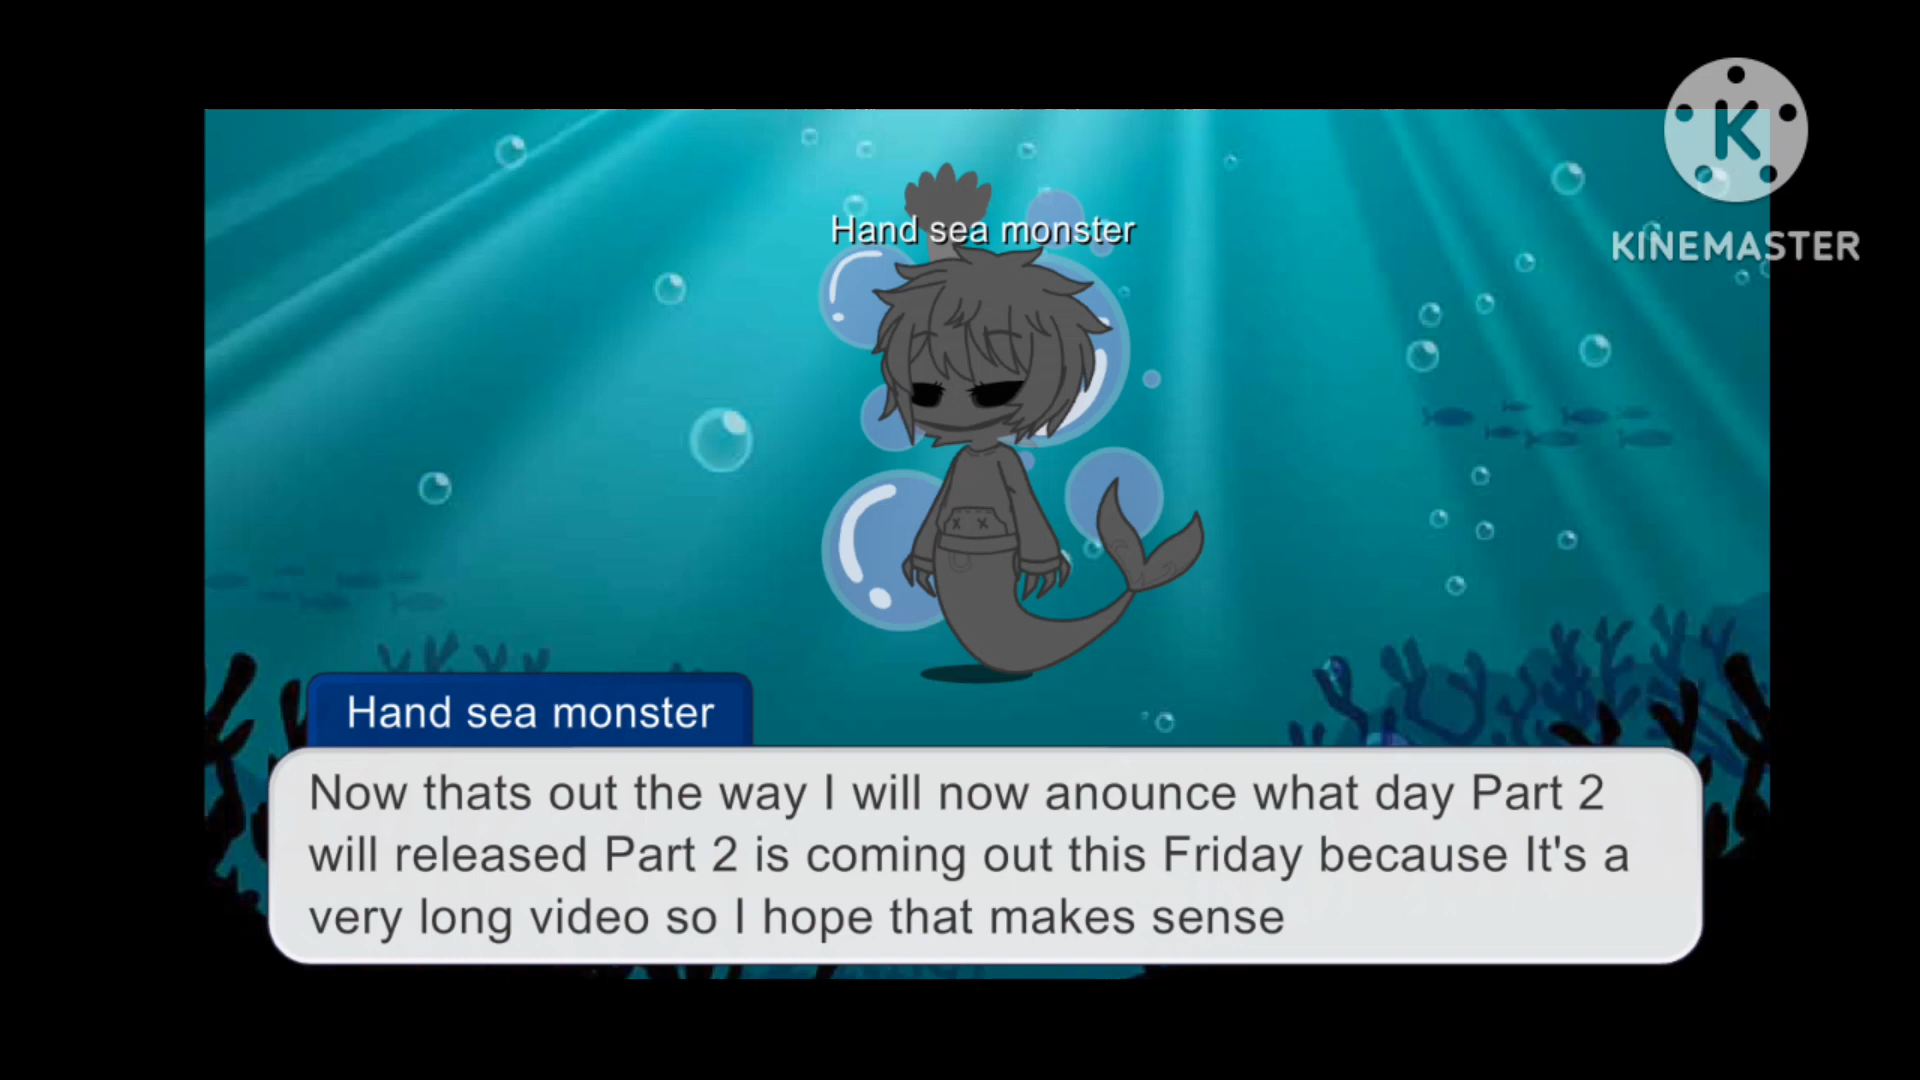 K
KINEMASTER
Hand sea monster
Hand sea monster
Now thats out the way I will now anounce what day Part 2
will released Part 2 is coming out this Friday because It's a
very long video so I hope that makes sense